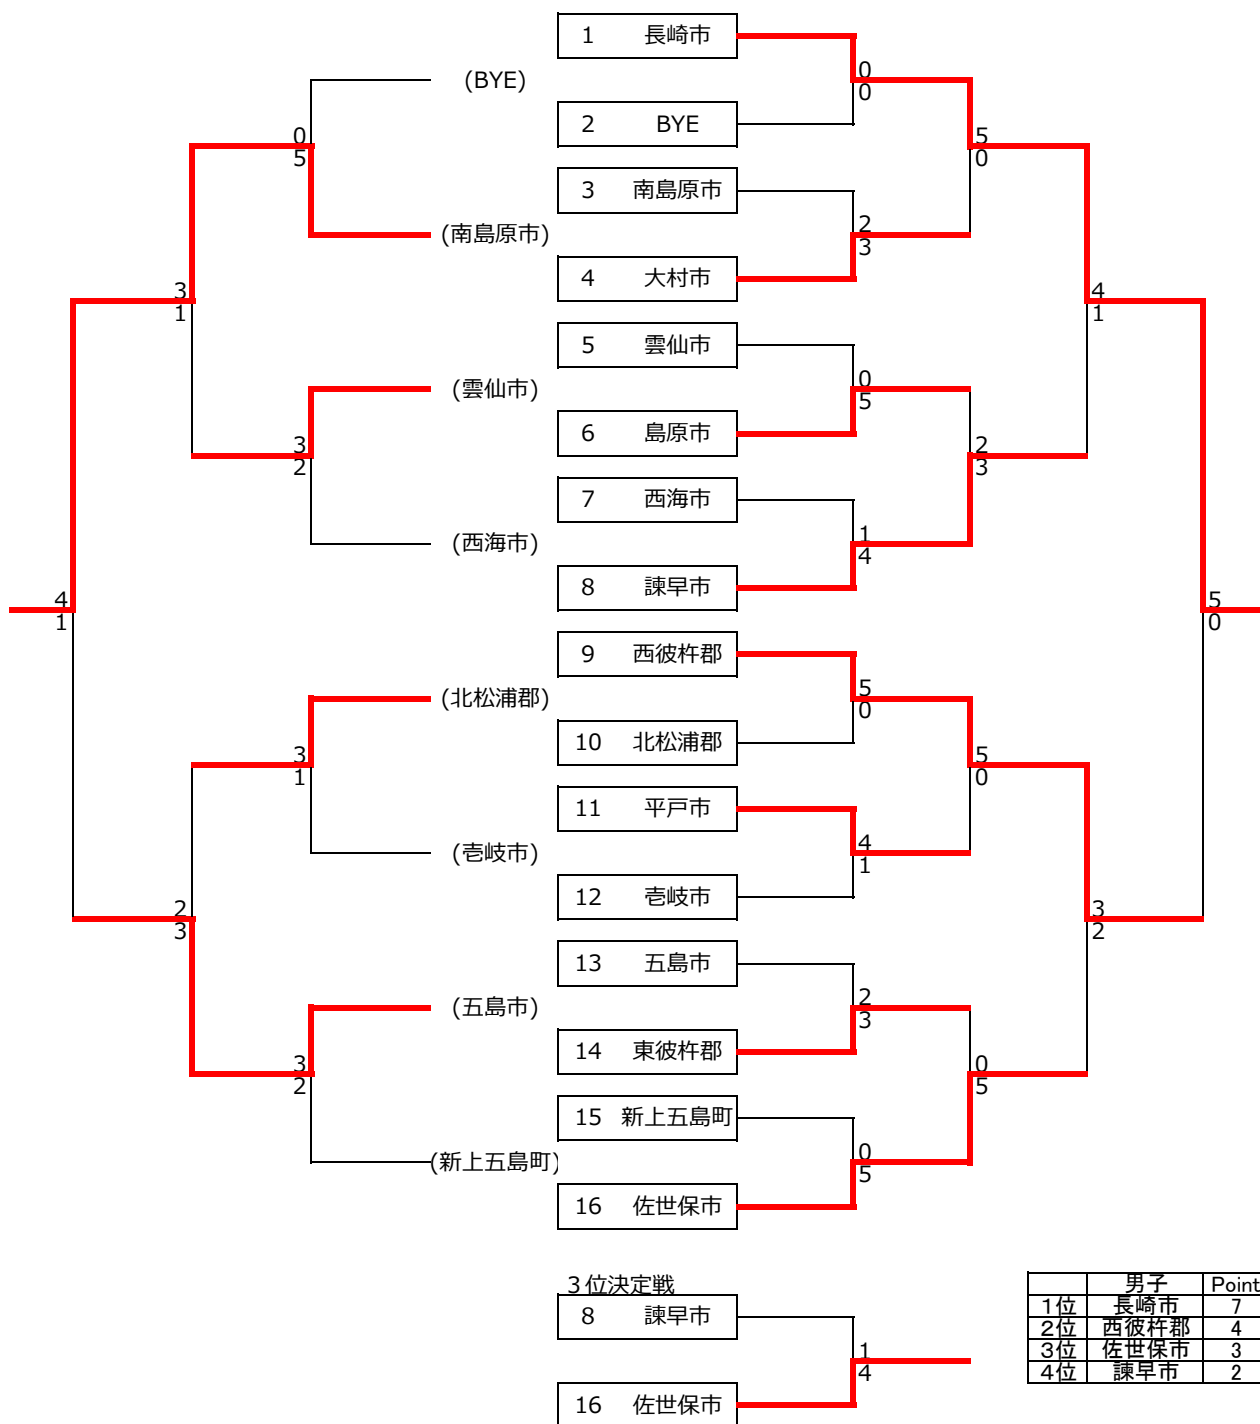 1 長崎市
0
0
(BYE)
2 BYE
0
5
5
0
3 南島原市
2
3
(南島原市)
4 大村市
3
1
4
1
5 雲仙市
0
5
(雲仙市)
6 島原市
3
2
2
3
7 西海市
1
4
(西海市)
8 諫早市
4
1
5
0
9 西彼杵郡
5
0
(北松浦郡)
10 北松浦郡
3
1
5
0
11 平戸市
4
1
(壱岐市)
12 壱岐市
2
3
3
2
13 五島市
2
3
(五島市)
14 東彼杵郡
3
2
0
5
15 新上五島町
0
5
(新上五島町)
16 佐世保市
3位決定戦
8 諫早市
1
4
16 佐世保市
男子 Point
1位 長崎市 7
2位 西彼杵郡 4
3位 佐世保市 3
4位 諫早市 2